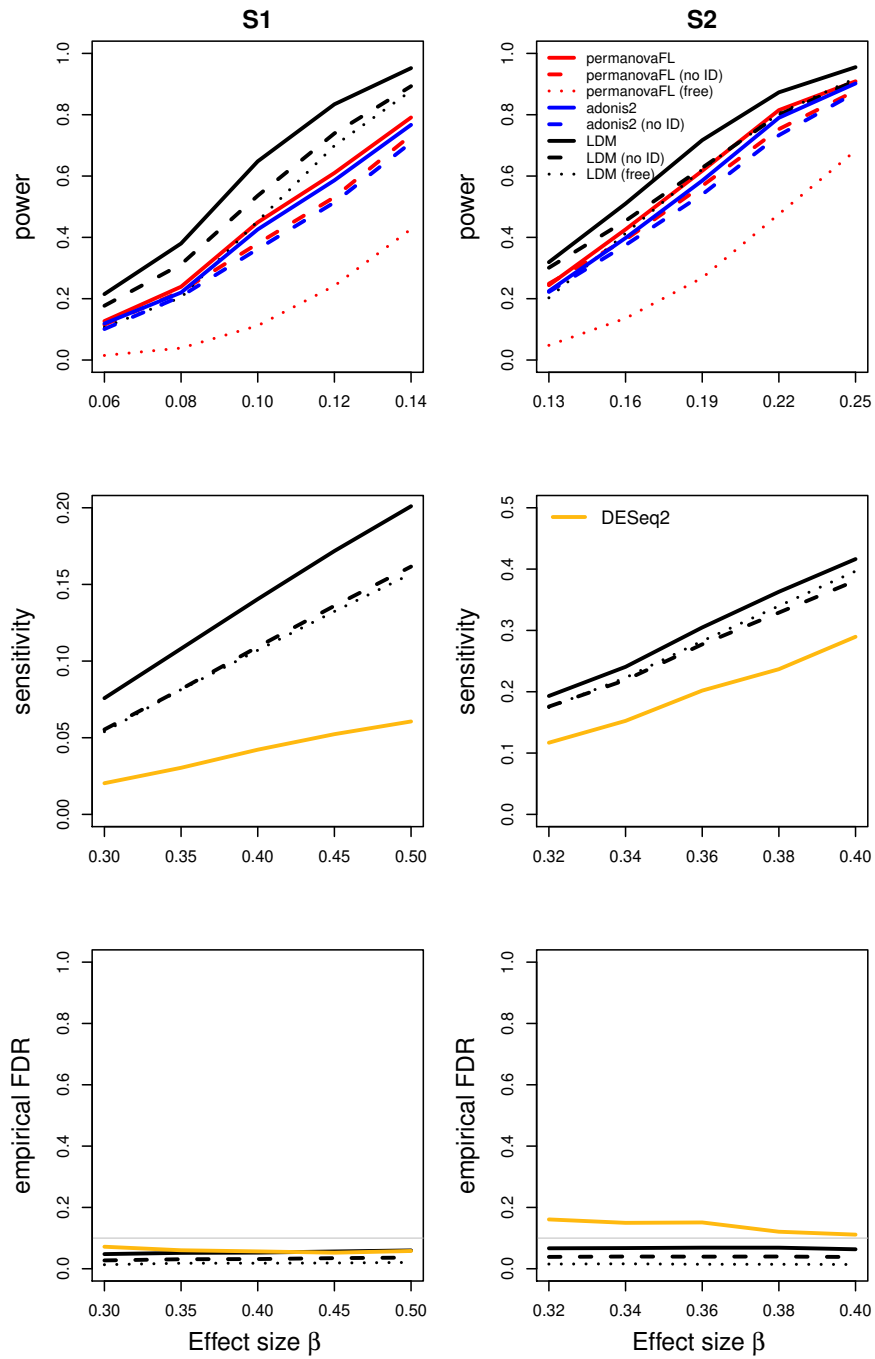 S1
S2
power
1.0
0.8
0.6
0.4
0.2
0.0
0.06 0.08 0.10 0.12 0.14
power
1.0
0.8
0.6
0.4
0.2
0.0
permanovaFL
permanovaFL (no ID)
permanovaFL (free)
adonis2
adonis2 (no ID)
LDM
LDM (no ID)
LDM (free)
0.13 0.16 0.19 0.22 0.25
sensitivity
0.20
0.15
0.10
0.05
0.00
0.30 0.35 0.40 0.45 0.50
sensitivity
0.5
0.4
0.3
0.2
0.1
0.0
DESeq2
0.32 0.34 0.36 0.38 0.40
empirical FDR
1.0
0.8
0.6
0.4
0.2
0.0
0.30 0.35 0.40 0.45 0.50
Effect size β
empirical FDR
1.0
0.8
0.6
0.4
0.2
0.0
0.32 0.34 0.36 0.38 0.40
Effect size β